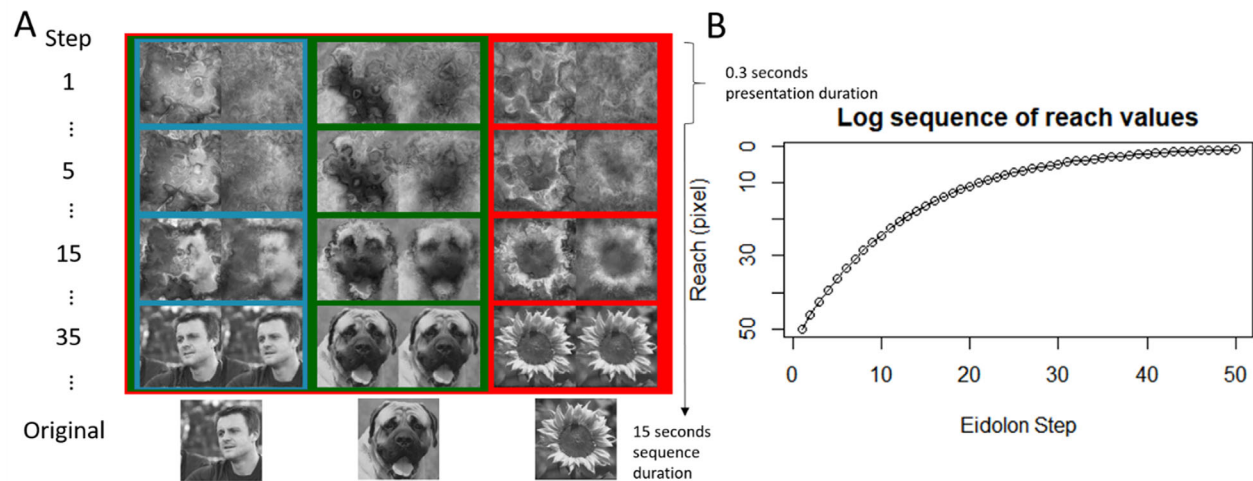 A
Step
1
⋮
5
⋮
15
⋮
35
⋮
Original
0.3 seconds
presentation duration
15 seconds
sequence
duration
B
Log sequence of reach values
Reach (pixel)
0
10
30
50
0
10
20
30
40
50
Eidolon Step